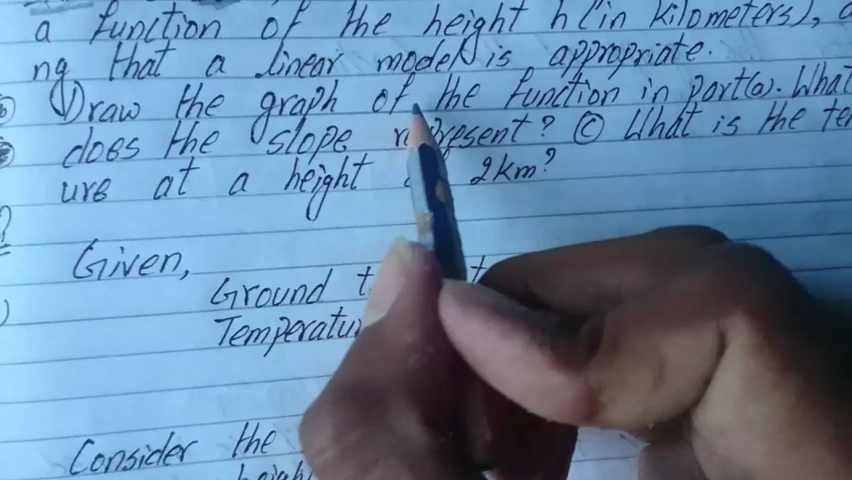 a function of the height h (in kilometers),
ng that a linear model is appropriate.
Draw the graph of the function in part (a). What
does the slope represent? © What is the te
ure at a height 2km?
Given,
Ground
Temperatu
Consider the